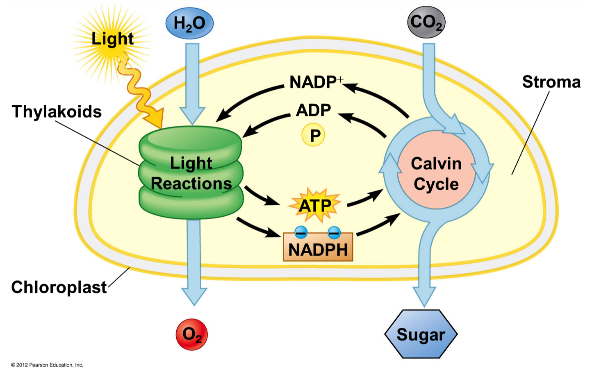 Light
H₂O
CO₂
NADP⁺
Stroma
ADP
Thylakoids
P
Light
Reactions
Calvin
Cycle
ATP
NADPH
Chloroplast
O₂
Sugar
© 2012 Pearson Education, Inc.